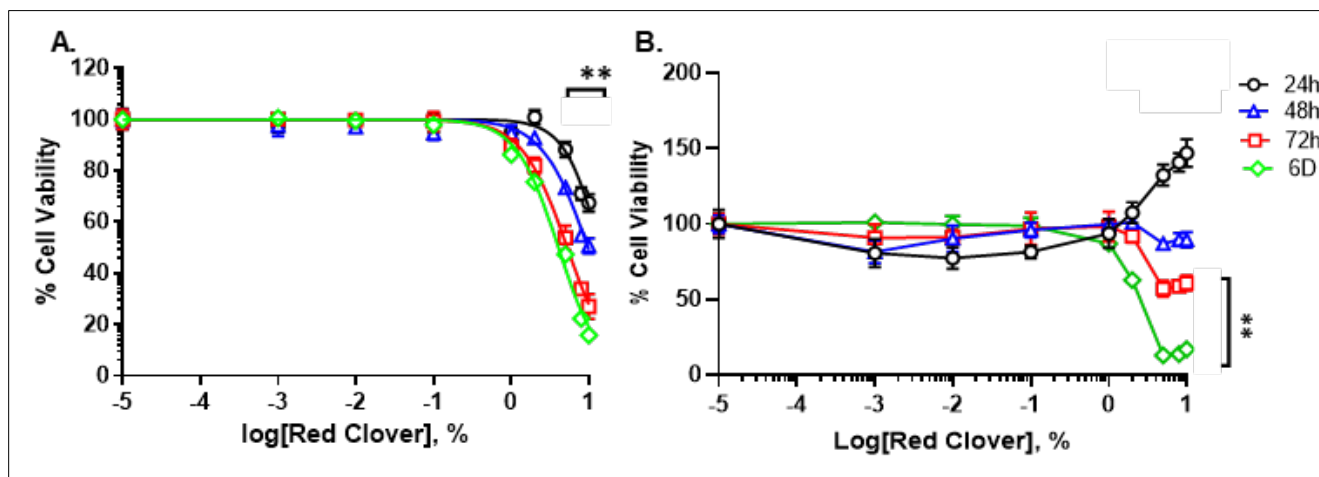 A.
120
100
80
60
40
20
0
% Cell Vability
-5
-3
-2
-1
0
1
log[Red Clover], %
**
B.
200
150
100
50
0
% Cell Viability
-5
-4
-3
-2
-1
0
1
Log[Red Clover], %
**
24h
48h
72h
6D